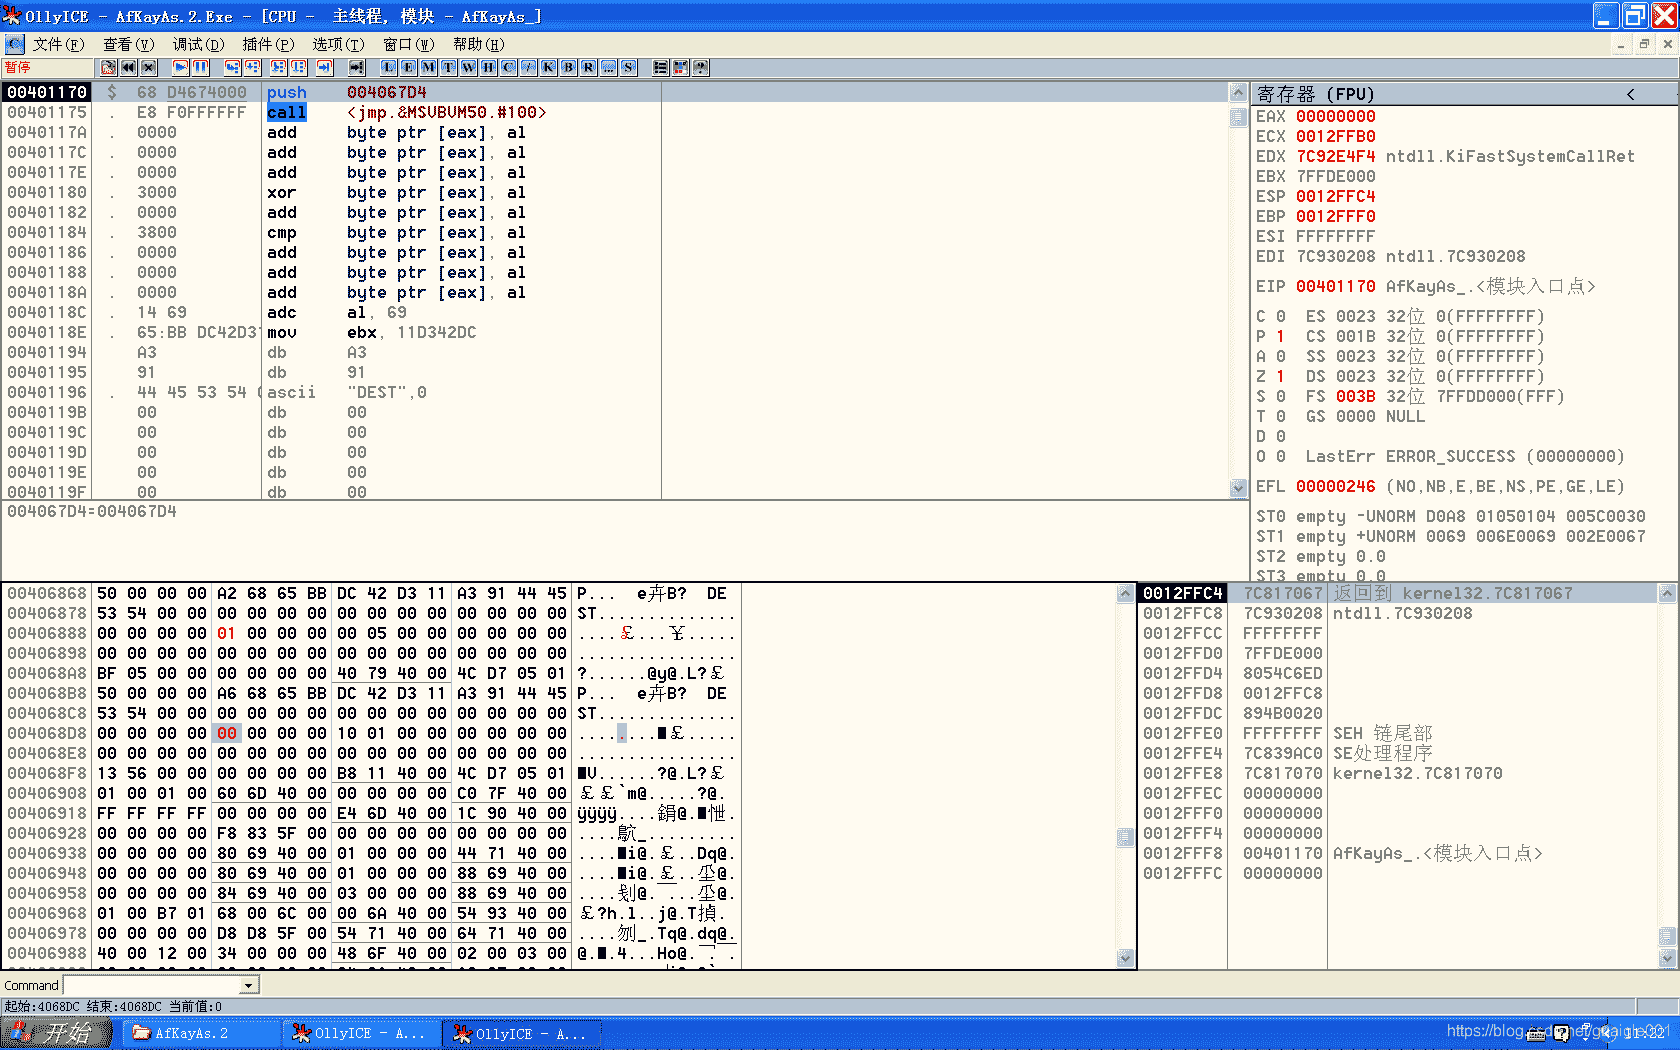 OllyICE - AfKayAs.2.Exe - [CPU - 主线程, 模块 - AfKayAs_]
文件(F) 查看(V) 调试(D) 插件(P) 选项(T) 窗口(W) 帮助(H)
暂停 L E M T W H C / K B R ... S
00401170 $ 68 D4674000 push 004067D4
00401175 . E8 F0FFFFFF call <jmp.&MSVBVM50.#100>
0040117A . 0000 add byte ptr [eax], al
0040117C . 0000 add byte ptr [eax], al
0040117E . 0000 add byte ptr [eax], al
00401180 . 3000 xor byte ptr [eax], al
00401182 . 0000 add byte ptr [eax], al
00401184 . 3800 cmp byte ptr [eax], al
00401186 . 0000 add byte ptr [eax], al
00401188 . 0000 add byte ptr [eax], al
0040118A . 0000 add byte ptr [eax], al
0040118C . 14 69 adc al, 69
0040118E . 65:BB DC42D3 mov ebx, 11D342DC
00401194 A3 db A3
00401195 91 db 91
00401196 . 44 45 53 54 ascii "DEST",0
0040119B 00 db 00
0040119C 00 db 00
0040119D 00 db 00
0040119E 00 db 00
0040119F 00 db 00
004067D4=004067D4
寄存器 (FPU) <
EAX 00000000
ECX 0012FFB0
EDX 7C92E4F4 ntdll.KiFastSystemCallRet
EBX 7FFDE000
ESP 0012FFC4
EBP 0012FFF0
ESI FFFFFFFF
EDI 7C930208 ntdll.7C930208
EIP 00401170 AfKayAs_.<模块入口点>
C 0 ES 0023 32位 0(FFFFFFFF)
P 1 CS 001B 32位 0(FFFFFFFF)
A 0 SS 0023 32位 0(FFFFFFFF)
Z 1 DS 0023 32位 0(FFFFFFFF)
S 0 FS 003B 32位 7FFDD000(FFF)
T 0 GS 0000 NULL
D 0
O 0 LastErr ERROR_SUCCESS (00000000)
EFL 00000246 (NO,NB,E,BE,NS,PE,GE,LE)
ST0 empty -UNORM D0A8 01050104 005C0030
ST1 empty +UNORM 0069 006E0069 002E0067
ST2 empty 0.0
ST3 empty 0.0
00406868 50 00 00 00 A2 68 65 BB DC 42 D3 11 A3 91 44 45 P... e卉B? DE
00406878 53 54 00 00 00 00 00 00 00 00 00 00 00 00 00 00 ST..............
00406888 00 00 00 00 01 00 00 00 00 05 00 00 00 00 00 00 ....£...¥.....
00406898 00 00 00 00 00 00 00 00 00 00 00 00 00 00 00 00 ................
004068A8 BF 05 00 00 00 00 00 00 40 79 40 00 4C D7 05 01 ?......@y@.L?£
004068B8 50 00 00 00 A6 68 65 BB DC 42 D3 11 A3 91 44 45 P... e卉B? DE
004068C8 53 54 00 00 00 00 00 00 00 00 00 00 00 00 00 00 ST..............
004068D8 00 00 00 00 00 00 00 00 10 01 00 00 00 00 00 00 ........■£.....
004068E8 00 00 00 00 00 00 00 00 00 00 00 00 00 00 00 00 ................
004068F8 13 56 00 00 00 00 00 00 B8 11 40 00 4C D7 05 01 ■V......?@.L?£
00406908 01 00 01 00 60 6D 40 00 00 00 00 00 C0 7F 40 00 ££`m@.....?@.
00406918 FF FF FF FF 00 00 00 00 E4 6D 40 00 1C 90 40 00 ÿÿÿÿ....鋗@.■怈.
00406928 00 00 00 00 F8 83 5F 00 00 00 00 00 00 00 00 00 ....鴥_.........
00406938 00 00 00 00 80 69 40 00 01 00 00 00 44 71 40 00 ....■i@.£..Dq@.
00406948 00 00 00 00 80 69 40 00 01 00 00 00 88 69 40 00 ....■i@.£...坖@.
00406958 00 00 00 00 84 69 40 00 03 00 00 00 88 69 40 00 ....刬@. ...坖@.
00406968 01 00 B7 01 68 00 6C 00 00 6A 40 00 54 93 40 00 £?h.l..j@.T揁.
00406978 00 00 00 00 D8 D8 5F 00 54 71 40 00 64 71 40 00 ....刎_.Tq@.dq@.
00406988 40 00 12 00 34 00 00 00 48 6F 40 00 02 00 03 00 @.■.4...Ho@. . .
0012FFC4 7C817067 返回到 kernel32.7C817067
0012FFC8 7C930208 ntdll.7C930208
0012FFCC FFFFFFFF
0012FFD0 7FFDE000
0012FFD4 8054C6ED
0012FFD8 0012FFC8
0012FFDC 894B0020
0012FFE0 FFFFFFFF SEH 链尾部
0012FFE4 7C839AC0 SE处理程序
0012FFE8 7C817070 kernel32.7C817070
0012FFEC 00000000
0012FFF0 00000000
0012FFF4 00000000
0012FFF8 00401170 AfKayAs_.<模块入口点>
0012FFFC 00000000
Command
起始:4068DC 结束:4068DC 当前值:0
开始 AfKayAs.2 OllyICE - A... OllyICE - A... 11:22